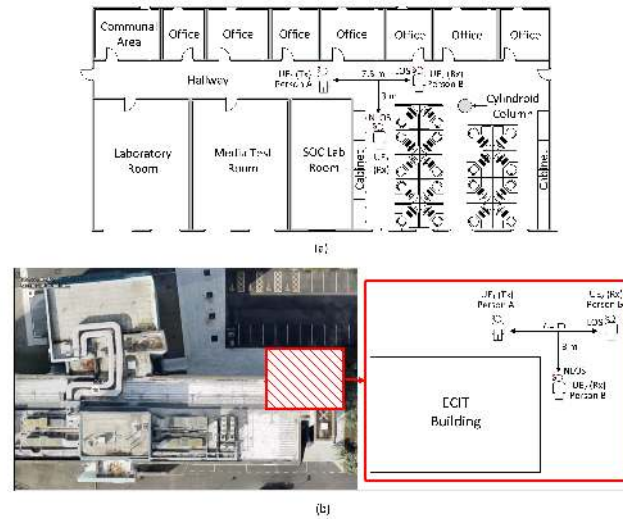 Communal
Area
Office
Office
Office
Office
Office
Office
Office
Hallway
UE₁ (Tx)
Person A
7.5 m
LOS
UE₂ (Rx)
Person B
3 m
NLOS
UE₂
(Rx)
Cylindroid
Column
Laboratory
Room
Media Test
Room
SOC Lab
Room
Cabinet
Cabinet
(a)
UE₁ (Tx)
Person A
UE₂ (Rx)
Person B
LOS
3 m
NLOS
UE₂ (Rx)
Person B
ECIT
Building
(b)